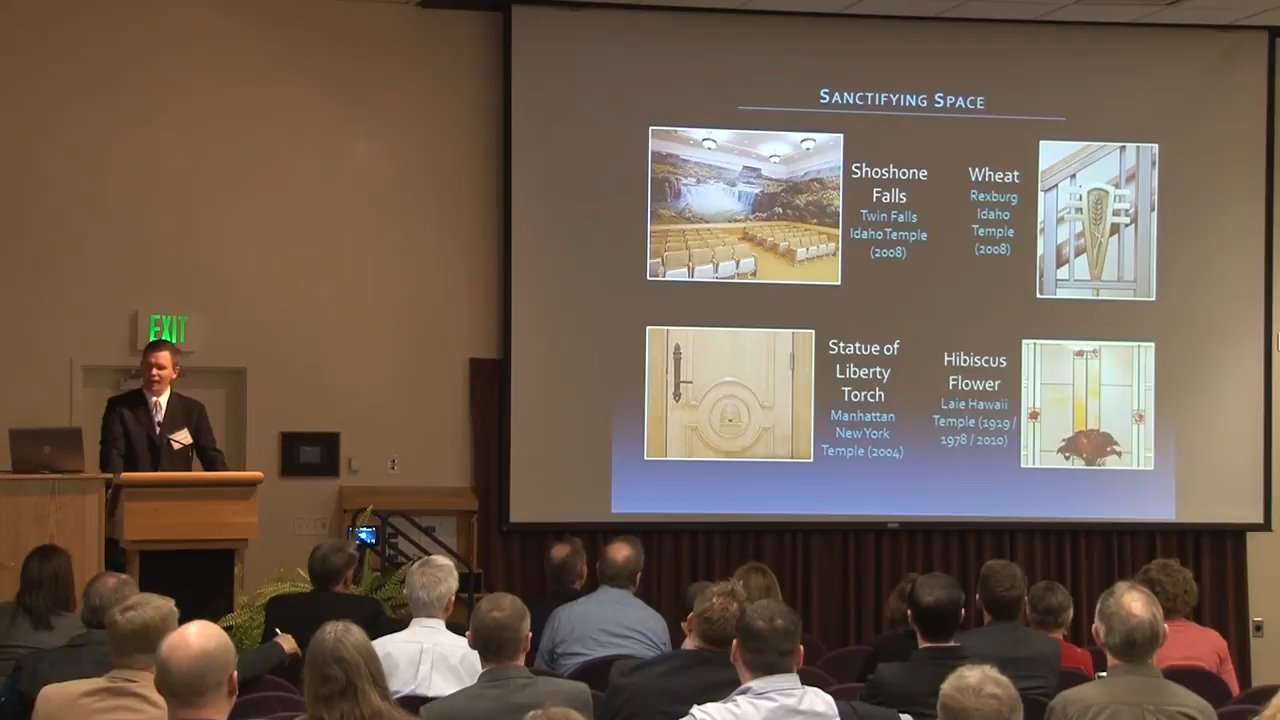 SANCTIFYING SPACE
Shoshone
Falls
Twin Falls
Idaho Temple
(2008)
Wheat
Rexburg
Idaho
Temple
(2008)
Statue of
Liberty
Torch
Manhattan
New York
Temple (2004)
Hibiscus
Flower
Laie Hawaii
Temple (1919 /
1978 / 2010)
EXIT